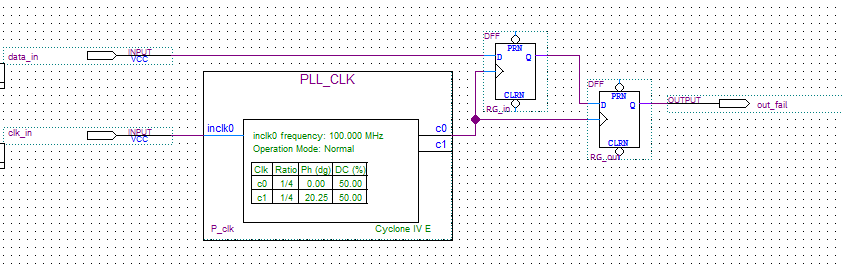 DFF
data_in
INPUT
VCC
PRN
D
Q
CLRN
RG_in
PLL_CLK
DFF
PRN
D
Q
CLRN
RG_out
OUTPUT
out_fail
clk_in
INPUT
VCC
inclk0
c0
c1
inclk0 frequency: 100.000 MHz
Operation Mode: Normal
Clk Ratio Ph (dg) DC (%)
c0 1/4 0.00 50.00
c1 1/4 20.25 50.00
P_clk
Cyclone IV E